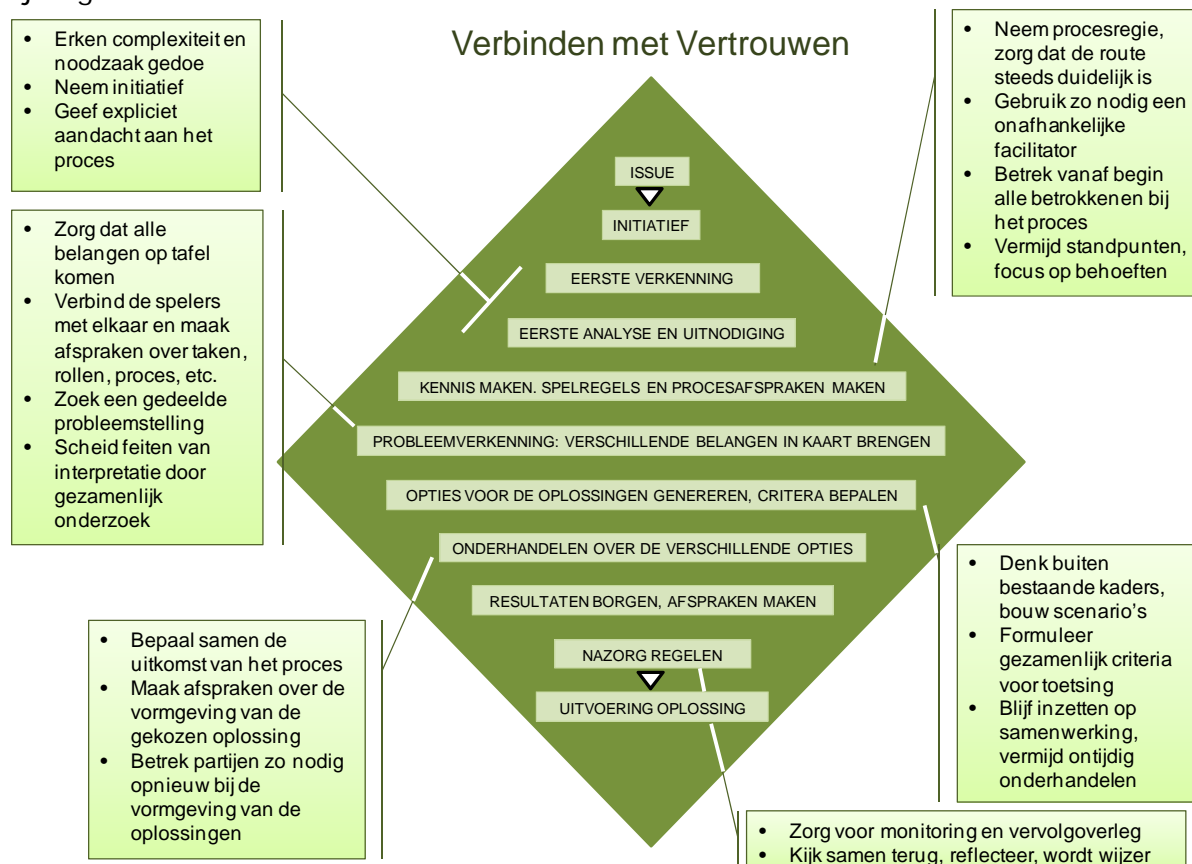 Verbinden met Vertrouwen
• Erken complexiteit en
noodzaak gedoe
• Neem initiatief
• Geef expliciet
aandacht aan het
proces
• Zorg dat alle
belangen op tafel
komen
• Verbind de spelers
met elkaar en maak
afspraken over taken,
rollen, proces, etc.
• Zoek een gedeelde
probleemstelling
• Scheid feiten van
interpretatie door
gezamenlijk
onderzoek
• Bepaal samen de
uitkomst van het proces
• Maak afspraken over de
vormgeving van de
gekozen oplossing
• Betrek partijen zo nodig
opnieuw bij de
vormgeving van de
oplossingen
ISSUE
INITIATIEF
EERSTE VERKENNING
EERSTE ANALYSE EN UITNODIGING
KENNIS MAKEN. SPELREGELS EN PROCESAFSPRAKEN MAKEN
PROBLEEMVERKENNING: VERSCHILLENDE BELANGEN IN KAART BRENGEN
OPTIES VOOR DE OPLOSSINGEN GENEREREN, CRITERA BEPALEN
ONDERHANDELEN OVER DE VERSCHILLENDE OPTIES
RESULTATEN BORGEN, AFSPRAKEN MAKEN
NAZORG REGELEN
UITVOERING OPLOSSING
• Neem procesregie,
zorg dat de route
steeds duidelijk is
• Gebruik zo nodig een
onafhankelijke
facilitator
• Betrek vanaf begin
alle betrokkenen bij
het proces
• Vermijd standpunten,
focus op behoeften
• Denk buiten
bestaande kaders,
bouw scenario's
• Formuleer
gezamenlijk criteria
voor toetsing
• Blijf inzetten op
samenwerking,
vermijd ontijdig
onderhandelen
• Zorg voor monitoring en vervolgoverleg
• Kijk samen terug, reflecteer, wordt wijzer